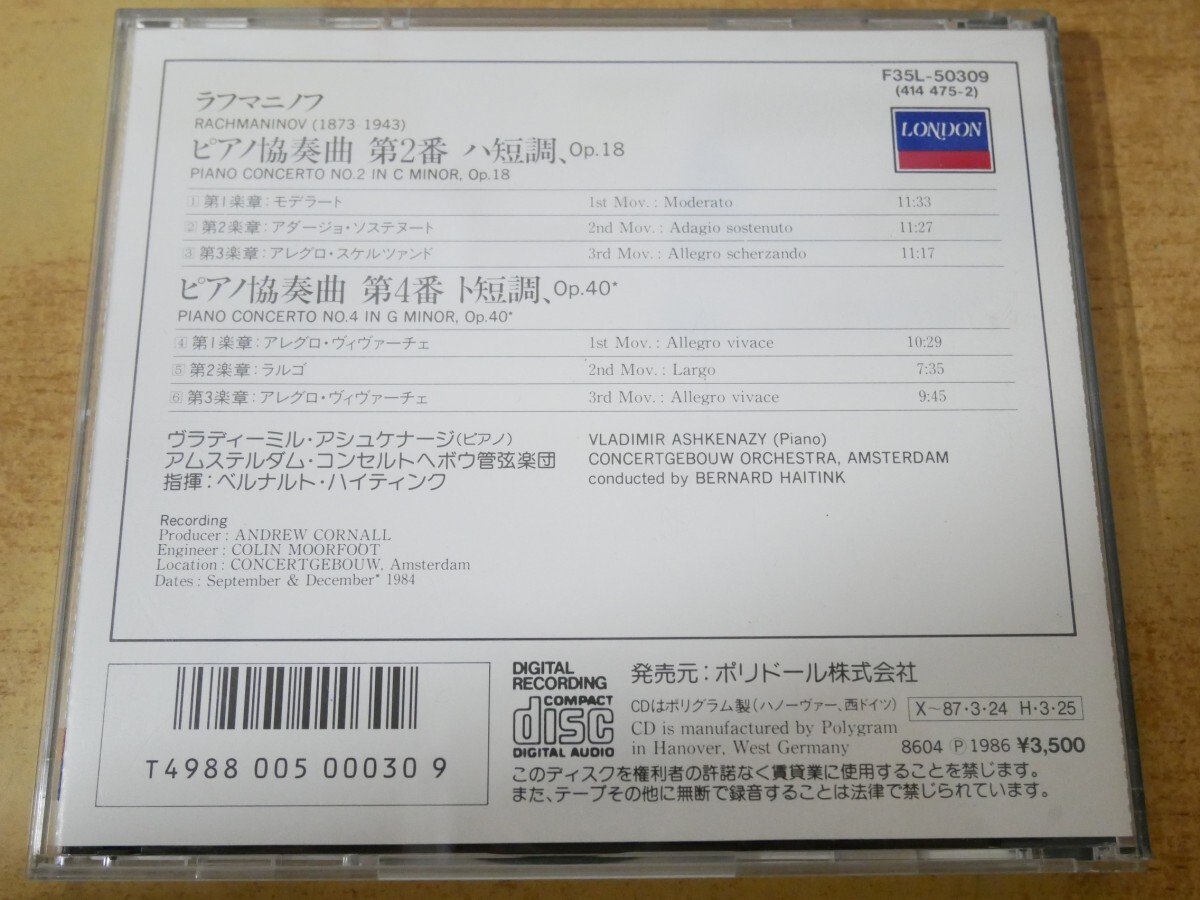 F35L-50309
(414 475-2)
LONDON
ラフマニノフ
RACHMANINOV (1873-1943)
ピアノ協奏曲 第2番 ハ短調、Op.18
PIANO CONCERTO NO.2 IN C MINOR, Op.18
1 第1楽章：モデラート 1st Mov. : Moderato 11:33
2 第2楽章：アダージョ・ソステヌート 2nd Mov. : Adagio sostenuto 11:27
3 第3楽章：アレグロ・スケルツァンド 3rd Mov. : Allegro scherzando 11:17
ピアノ協奏曲 第4番 ト短調、Op.40*
PIANO CONCERTO NO.4 IN G MINOR, Op.40*
4 第1楽章：アレグロ・ヴィヴァーチェ 1st Mov. : Allegro vivace 10:29
5 第2楽章：ラルゴ 2nd Mov. : Largo 7:35
6 第3楽章：アレグロ・ヴィヴァーチェ 3rd Mov. : Allegro vivace 9:45
ヴラディーミル・アシュケナージ(ピアノ)
アムステルダム・コンセルトヘボウ管弦楽団
指揮：ベルナルト・ハイティンク
VLADIMIR ASHKENAZY (Piano)
CONCERTGEBOUW ORCHESTRA, AMSTERDAM
conducted by BERNARD HAITINK
Recording
Producer : ANDREW CORNALL
Engineer : COLIN MOORFOOT
Location : CONCERTGEBOUW, Amsterdam
Dates : September & December* 1984
T4988 005 00030 9
DIGITAL RECORDING
COMPACT
disc
DIGITAL AUDIO
発売元：ポリドール株式会社
CDはポリグラム製(ハノーヴァー、西ドイツ)
X～87・3・24 H・3・25
CD is manufactured by Polygram
in Hanover, West Germany
8604 Ⓟ 1986 ¥3,500
このディスクを権利者の許諾なく賃貸業に使用することを禁じます。
また、テープその他に無断で録音することは法律で禁じられています。